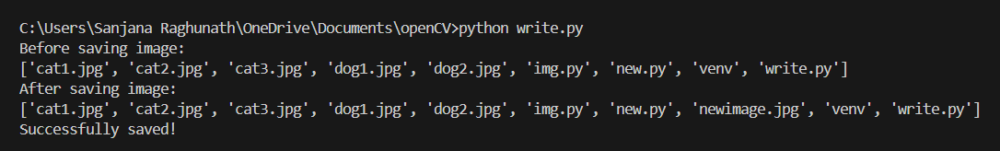 C:\Users\Sanjana Raghunath\OneDrive\Documents\openCV>python write.py
Before saving image:
['cat1.jpg', 'cat2.jpg', 'cat3.jpg', 'dog1.jpg', 'dog2.jpg', 'img.py', 'new.py', 'venv', 'write.py']
After saving image:
['cat1.jpg', 'cat2.jpg', 'cat3.jpg', 'dog1.jpg', 'dog2.jpg', 'img.py', 'new.py', 'newimage.jpg', 'venv', 'write.py']
Successfully saved!